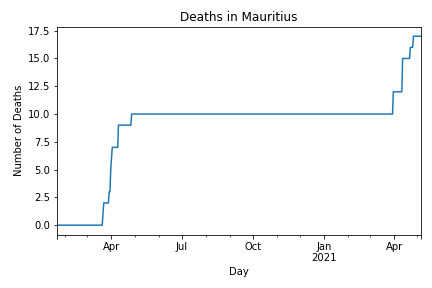 Deaths in Mauritius
17.5
15.0
12.5
10.0
7.5
5.0
2.5
0.0
Number of Deaths
Apr Jul Oct Jan Apr
2021
Day